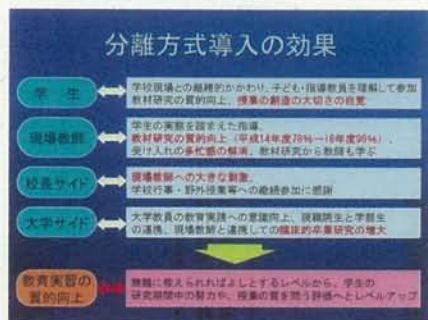 分離方式導入の効果
学 生
学校現場との継続的かかわり、子ども・指導教員を理解して参加
教材研究の質的向上、授業の創造の大切さの自覚
現場教師
学生の実態を踏まえた指導、
教材研究の質的向上(平成14年度78%→16年度96%)、
受け入れの多忙感の解消、教材研究から教師も学ぶ
校長サイド
現場教師への大きな刺激、
学校行事・野外授業等への継続参加に感謝
大学サイド
大学教員の教育実践への意識向上、現職院生と学部生
の連携、現場教師と連携しての臨床的卒業研究の増大
教育実習の
質的向上
無難に教えられればよしとするレベルから、学生の
研究期間中の努力や、授業の質を問う評価へとレベルアップ